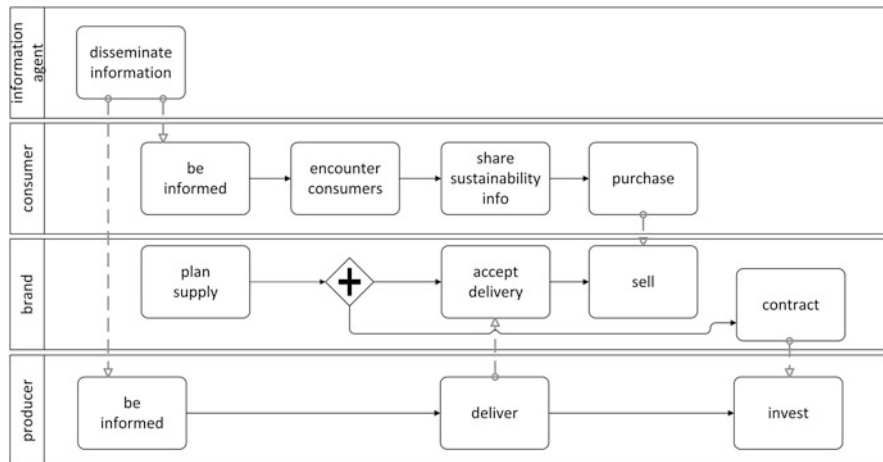 information
agent
disseminate
information
consumer
be
informed
encounter
consumers
share
sustainability
info
purchase
brand
plan
supply
accept
delivery
sell
contract
producer
be
informed
deliver
invest